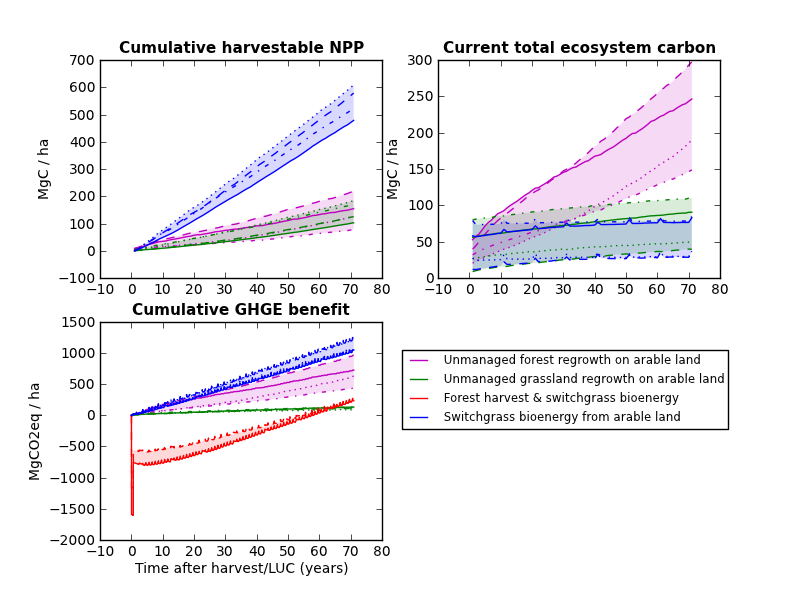 Cumulative harvestable NPP
Current total ecosystem carbon
700
600
500
400
300
200
100
0
−100
MgC / ha
−10 0 10 20 30 40 50 60 70 80
300
250
200
150
100
50
0
MgC / ha
−10 0 10 20 30 40 50 60 70 80
Cumulative GHGE benefit
1500
1000
500
0
−500
−1000
−1500
−2000
MgCO2eq / ha
−10 0 10 20 30 40 50 60 70 80
Time after harvest/LUC (years)
Unmanaged forest regrowth on arable land
Unmanaged grassland regrowth on arable land
Forest harvest & switchgrass bioenergy
Switchgrass bioenergy from arable land